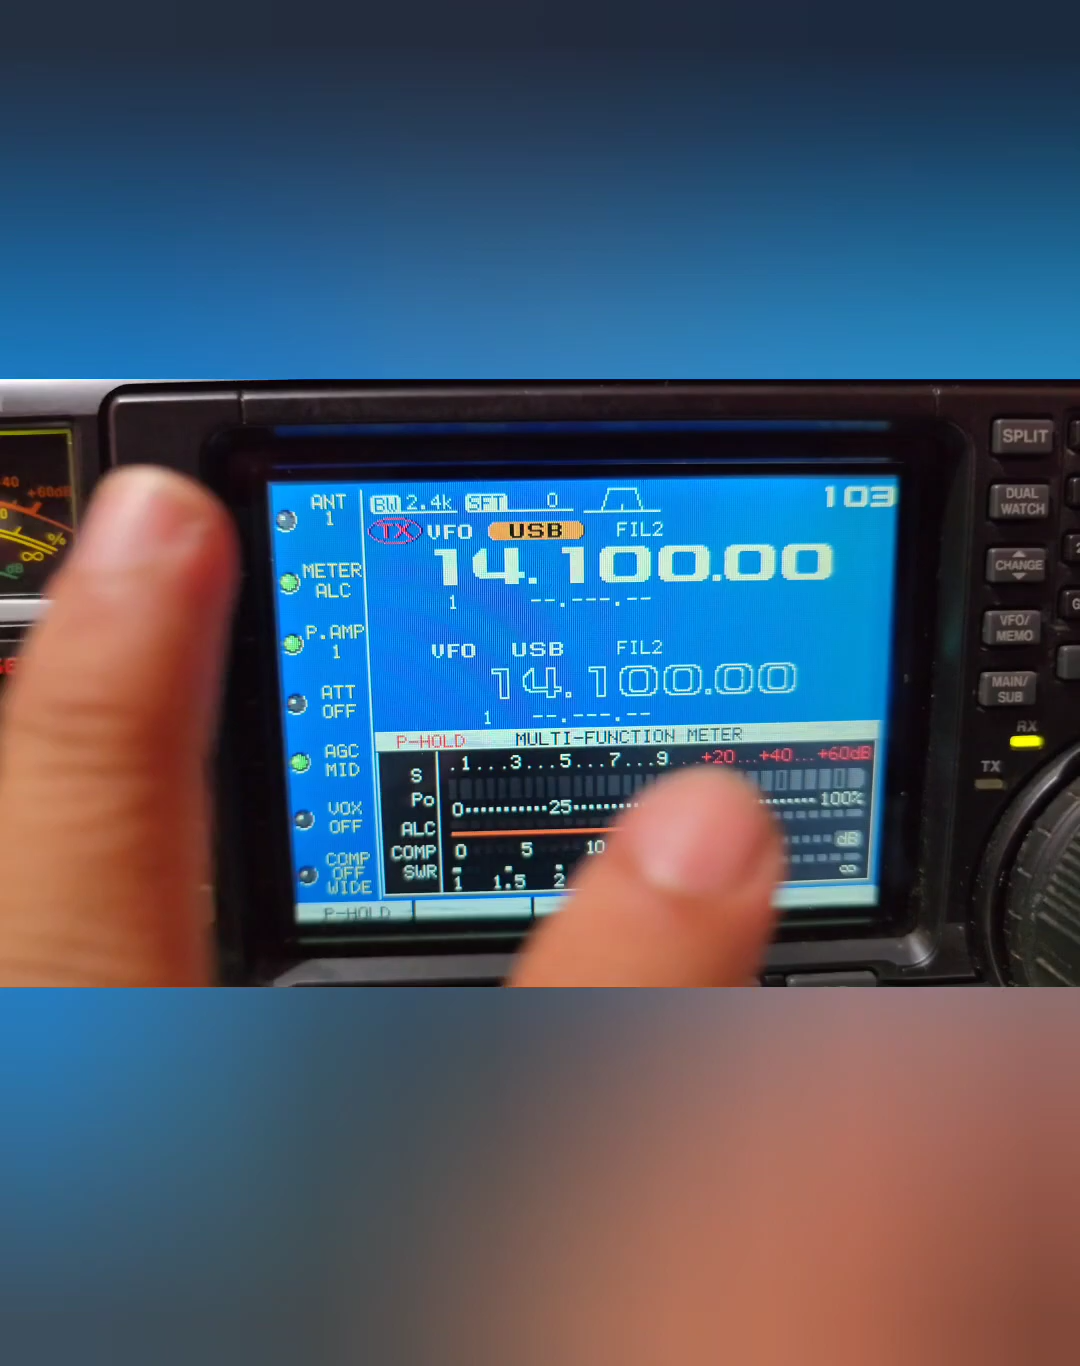 40
+60dB
0
%
∞
dB
ANT
1
METER
ALC
P.AMP
1
ATT
OFF
AGC
MID
VOX
OFF
COMP
OFF
WIDE
BW 2.4k SFT 0
103
TX VFO USB FIL2
14.100.00
1 --.---.--
VFO USB FIL2
14.100.00
1 --.---.--
P-HOLD MULTI-FUNCTION METER
S .1...3...5...7...9...+20...+40...+60dB
Po 0 25 100%
ALC
COMP 0 5 10 dB
SWR 1 1.5 2 ∞
P-HOLD
SPLIT
DUAL
WATCH
CHANGE
VFO/
MEMO
MAIN/
SUB
RX
TX